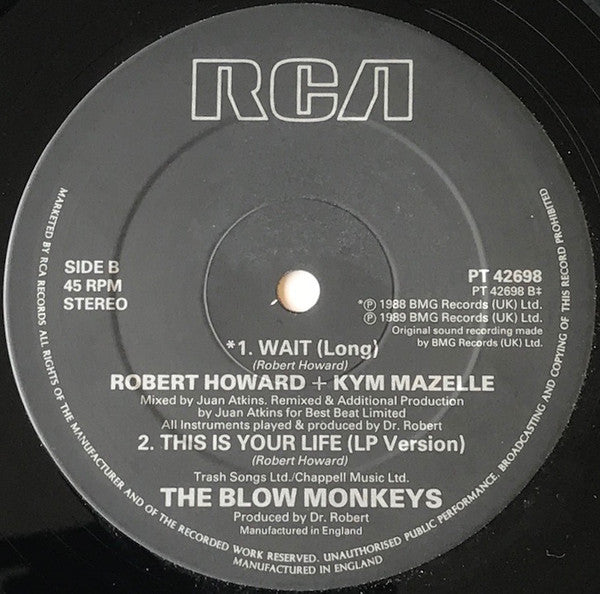 RCA
SIDE B
45 RPM
STEREO
PT 42698
PT 42698 B‡
*Ⓟ 1988 BMG Records (UK) Ltd.
Ⓟ 1989 BMG Records (UK) Ltd.
Original sound recording made
by BMG Records (UK) Ltd.
*1. WAIT (Long)
(Robert Howard)
ROBERT HOWARD + KYM MAZELLE
Mixed by Juan Atkins. Remixed & Additional Production
by Juan Atkins for Best Beat Limited
All Instruments played & produced by Dr. Robert
2. THIS IS YOUR LIFE (LP Version)
(Robert Howard)
Trash Songs Ltd./Chappell Music Ltd.
THE BLOW MONKEYS
Produced by Dr. Robert
Manufactured in England
MARKETED BY RCA RECORDS ALL RIGHTS OF THE MANUFACTURER AND OF THE RECORDED WORK RESERVED. UNAUTHORISED PUBLIC PERFORMANCE, BROADCASTING AND COPYING OF THIS RECORD PROHIBITED
MANUFACTURED IN ENGLAND